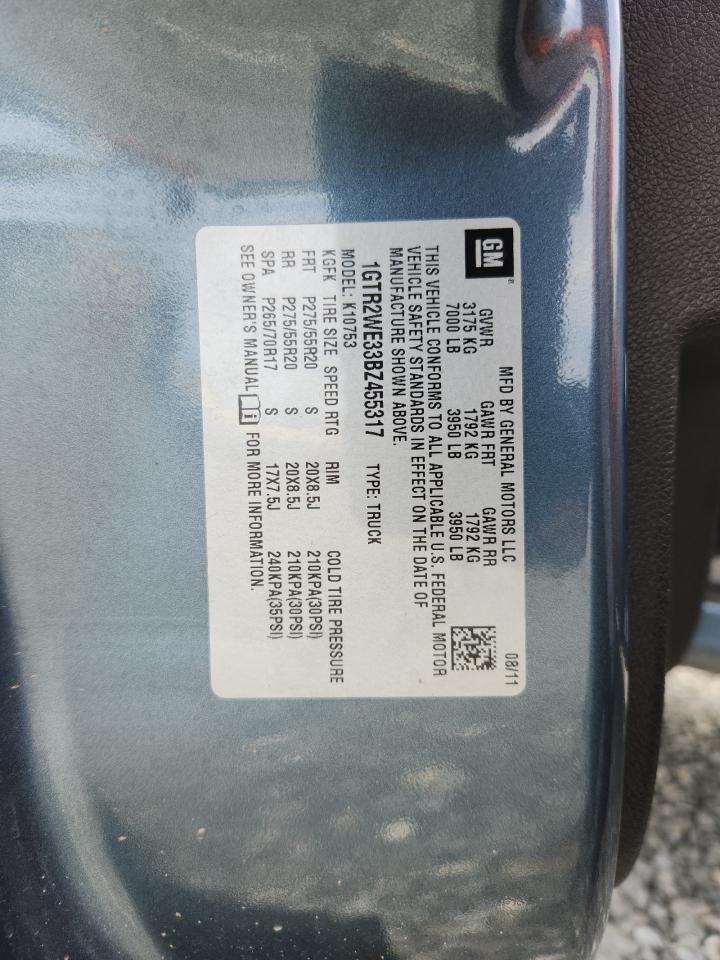 GM ®
MFD BY GENERAL MOTORS LLC 08/11
GVWR GAWR FRT GAWR RR
3175 KG 1792 KG 1792 KG
7000 LB 3950 LB 3950 LB
THIS VEHICLE CONFORMS TO ALL APPLICABLE U.S. FEDERAL MOTOR
VEHICLE SAFETY STANDARDS IN EFFECT ON THE DATE OF
MANUFACTURE SHOWN ABOVE.
1GTR2WE33BZ455317 TYPE: TRUCK
MODEL: K10753
KGFK TIRE SIZE SPEED RTG RIM COLD TIRE PRESSURE
FRT P275/55R20 S 20X8.5J 210KPA(30PSI)
RR P275/55R20 S 20X8.5J 210KPA(30PSI)
SPA P265/70R17 S 17X7.5J 240KPA(35PSI)
SEE OWNER'S MANUAL i FOR MORE INFORMATION.